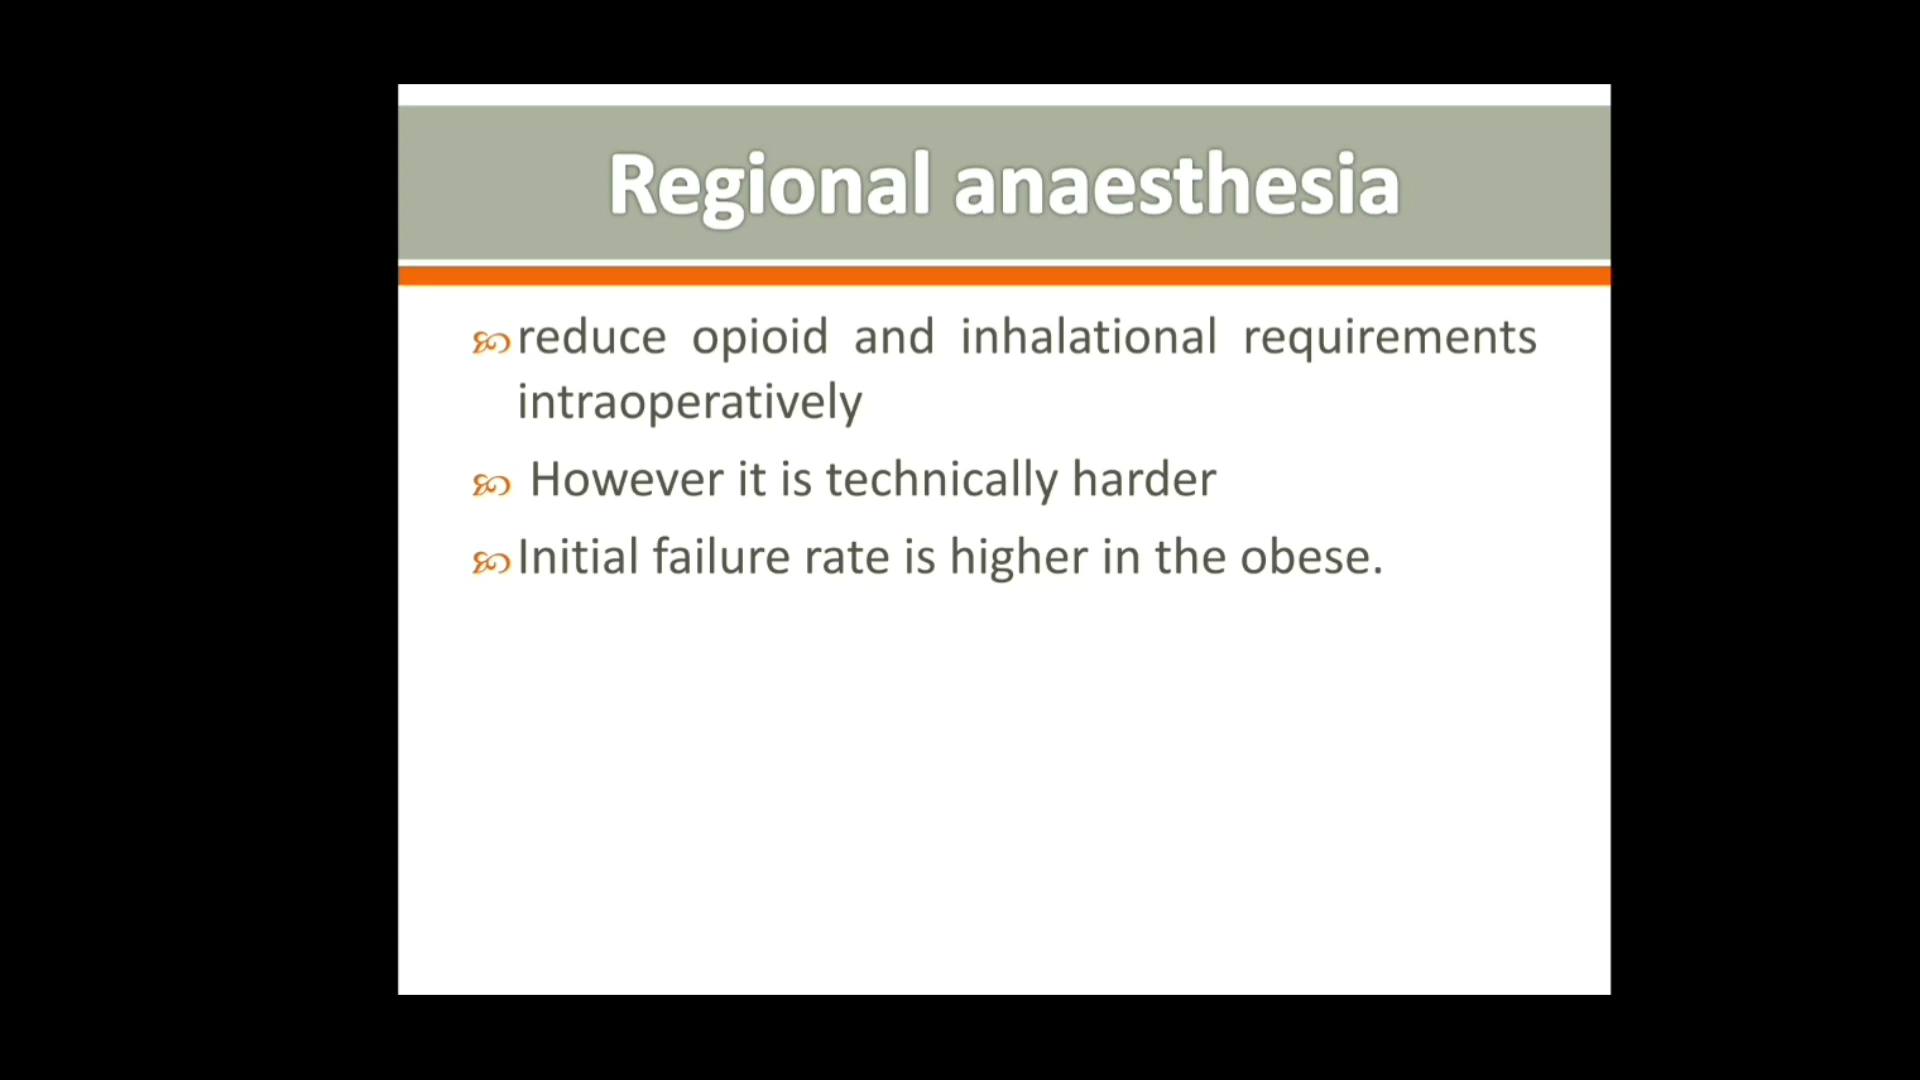 Regional anaesthesia
reduce opioid and inhalational requirements
intraoperatively
However it is technically harder
Initial failure rate is higher in the obese.